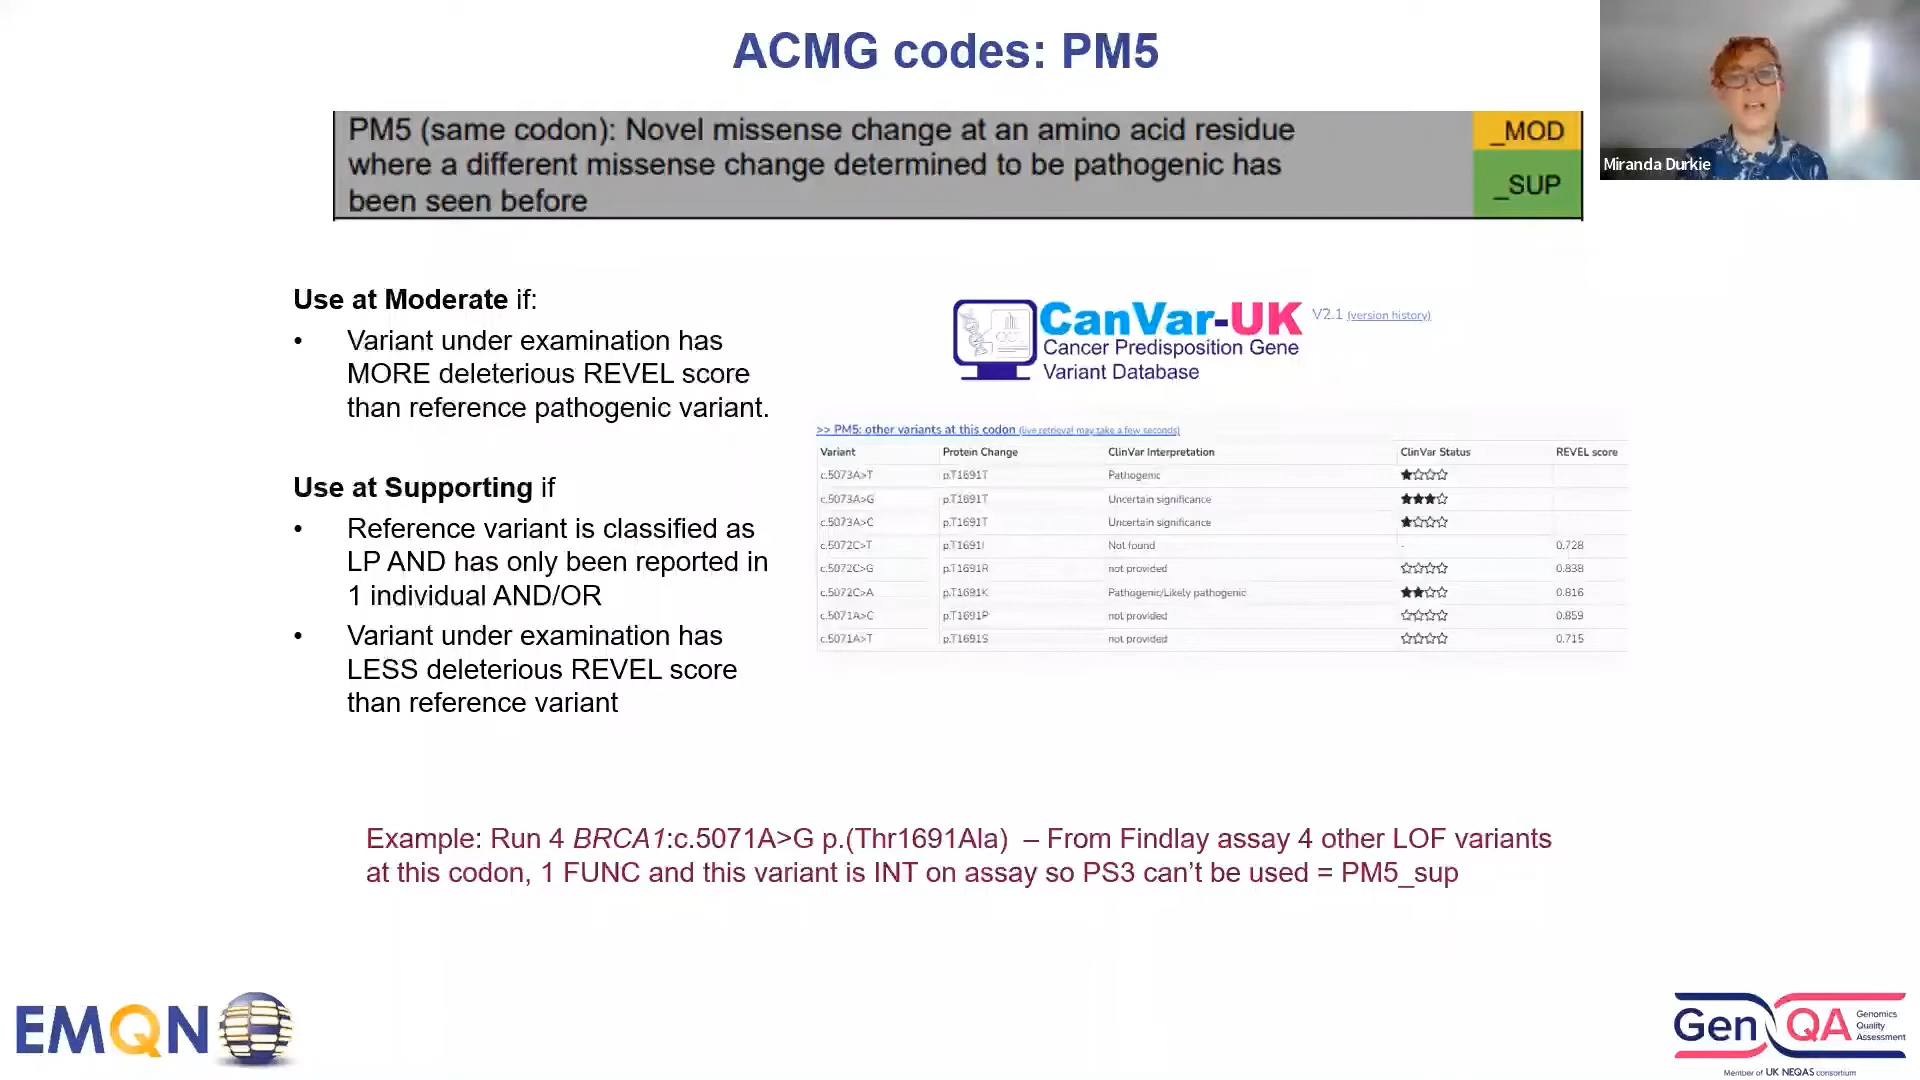 ACMG codes: PM5
PM5 (same codon): Novel missense change at an amino acid residue
where a different missense change determined to be pathogenic has
been seen before
_MOD
_SUP
Miranda Durkie
Use at Moderate if:
• Variant under examination has
MORE deleterious REVEL score
than reference pathogenic variant.
Use at Supporting if
• Reference variant is classified as
LP AND has only been reported in
1 individual AND/OR
• Variant under examination has
LESS deleterious REVEL score
than reference variant
CanVar-UK V2.1 (version history)
Cancer Predisposition Gene
Variant Database
>> PM5: other variants at this codon (live retrieval may take a few seconds)
Variant Protein Change ClinVar Interpretation ClinVar Status REVEL score
c.5073A>T p.T1691T Pathogenic ★☆☆☆
c.5073A>G p.T1691T Uncertain significance ★★★☆
c.5073A>C p.T1691T Uncertain significance ★☆☆☆
c.5072C>T p.T1691I Not found - 0.728
c.5072C>G p.T1691R not provided ☆☆☆☆ 0.838
c.5072C>A p.T1691K Pathogenic/Likely pathogenic ★★☆☆ 0.816
c.5071A>C p.T1691P not provided ☆☆☆☆ 0.859
c.5071A>T p.T1691S not provided ☆☆☆☆ 0.715
Example: Run 4 BRCA1:c.5071A>G p.(Thr1691Ala) – From Findlay assay 4 other LOF variants
at this codon, 1 FUNC and this variant is INT on assay so PS3 can't be used = PM5_sup
EMQN
Gen QA
Genomics
Quality
Assessment
Member of UK NEQAS consortium